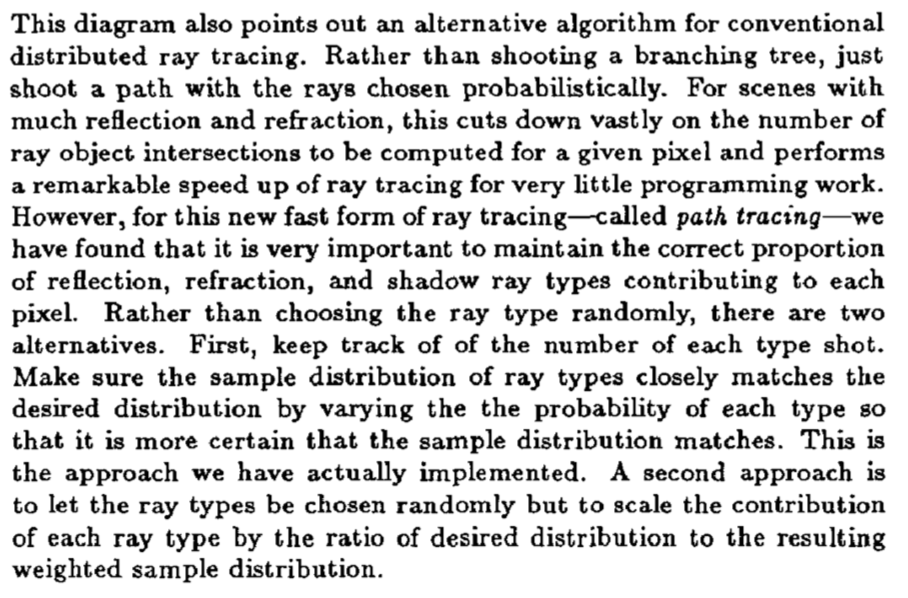 This diagram also points out an alternative algorithm for conventional
distributed ray tracing. Rather than shooting a branching tree, just
shoot a path with the rays chosen probabilistically. For scenes with
much reflection and refraction, this cuts down vastly on the number of
ray object intersections to be computed for a given pixel and performs
a remarkable speed up of ray tracing for very little programming work.
However, for this new fast form of ray tracing—called path tracing—we
have found that it is very important to maintain the correct proportion
of reflection, refraction, and shadow ray types contributing to each
pixel. Rather than choosing the ray type randomly, there are two
alternatives. First, keep track of of the number of each type shot.
Make sure the sample distribution of ray types closely matches the
desired distribution by varying the the probability of each type so
that it is more certain that the sample distribution matches. This is
the approach we have actually implemented. A second approach is
to let the ray types be chosen randomly but to scale the contribution
of each ray type by the ratio of desired distribution to the resulting
weighted sample distribution.